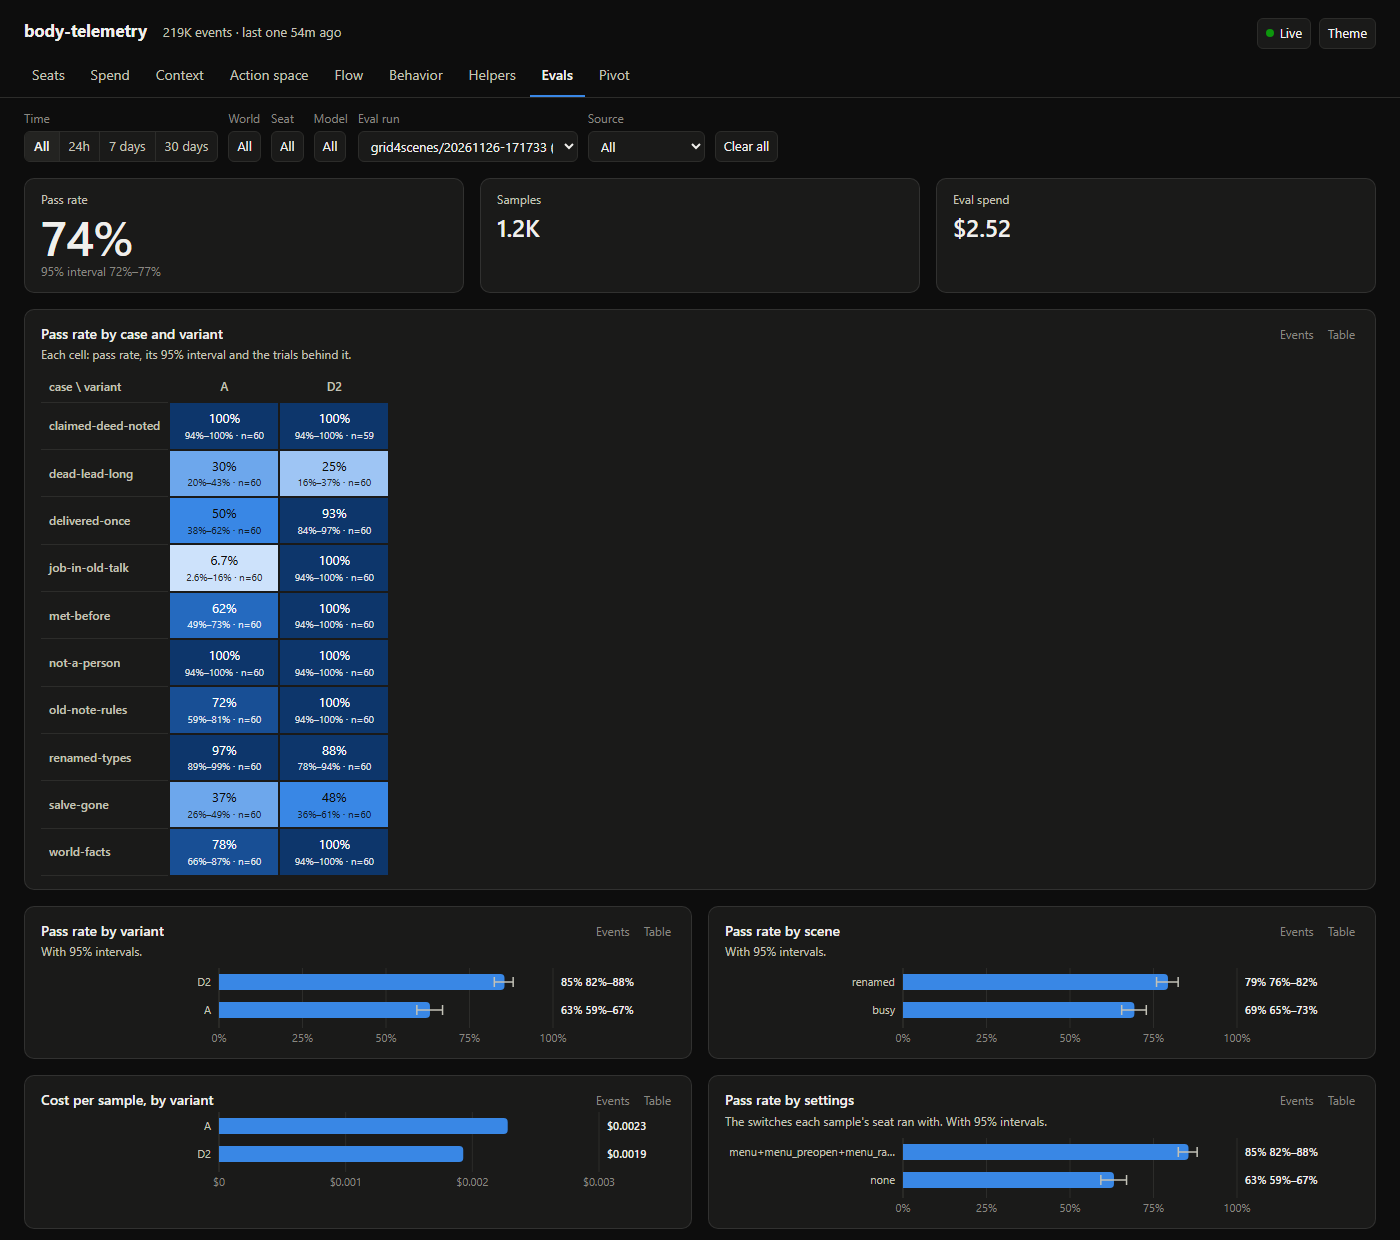 body-telemetry 219K events · last one 54m ago Live Theme
Seats Spend Context Action space Flow Behavior Helpers Evals Pivot
Time World Seat Model Eval run Source
All 24h 7 days 30 days All All All grid4scenes/20261126-171733 ( All Clear all
Pass rate
74%
95% interval 72%–77%
Samples
1.2K
Eval spend
$2.52
Pass rate by case and variant Events Table
Each cell: pass rate, its 95% interval and the trials behind it.
case \ variant A D2
claimed-deed-noted 100% 100%
94%–100% · n=60 94%–100% · n=59
dead-lead-long 30% 25%
20%–43% · n=60 16%–37% · n=60
delivered-once 50% 93%
38%–62% · n=60 84%–97% · n=60
job-in-old-talk 6.7% 100%
2.6%–16% · n=60 94%–100% · n=60
met-before 62% 100%
49%–73% · n=60 94%–100% · n=60
not-a-person 100% 100%
94%–100% · n=60 94%–100% · n=60
old-note-rules 72% 100%
59%–81% · n=60 94%–100% · n=60
renamed-types 97% 88%
89%–99% · n=60 78%–94% · n=60
salve-gone 37% 48%
26%–49% · n=60 36%–61% · n=60
world-facts 78% 100%
66%–87% · n=60 94%–100% · n=60
Pass rate by variant Events Table
With 95% intervals.
D2 85% 82%–88%
A 63% 59%–67%
0% 25% 50% 75% 100%
Pass rate by scene Events Table
With 95% intervals.
renamed 79% 76%–82%
busy 69% 65%–73%
0% 25% 50% 75% 100%
Cost per sample, by variant Events Table
A $0.0023
D2 $0.0019
$0 $0.001 $0.002 $0.003
Pass rate by settings Events Table
The switches each sample's seat ran with. With 95% intervals.
menu+menu_preopen+menu_ra... 85% 82%–88%
none 63% 59%–67%
0% 25% 50% 75% 100%